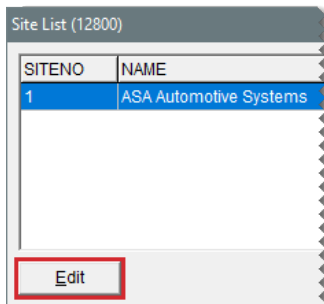 Site List (12800)
SITENO NAME
1 ASA Automotive Systems
Edit